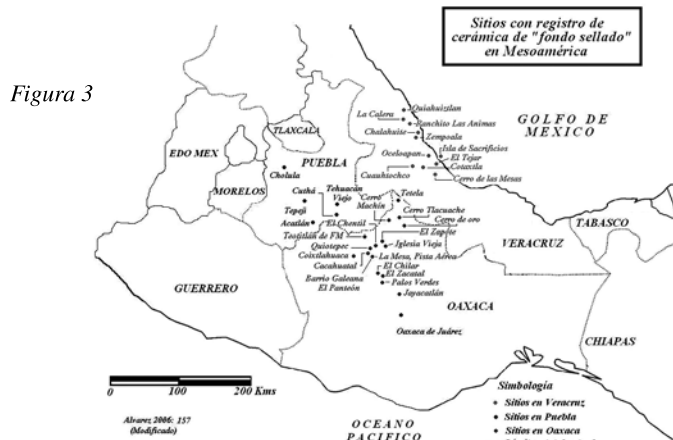 Sitios con registro de
cerámica de "fondo sellado"
en Mesoamérica
Figura 3
GOLFO DE
MEXICO
Quiahuiztlan
La Calera
Ranchito Las Animas
Chalahuite
Zempoala
TLAXCALA
EDO MEX
PUEBLA
Oceloapan
Isla de Sacrificios
El Tejar
Cholula
Cuauhtochco
Cotaxtla
Cerro de las Mesas
MORELOS
Cuthá
Tehuacán
Viejo
Cerro
Machín
Tetela
Tepeji
Cerro Tlacuache
Acatlán
El Chentil
Cerro de oro
TABASCO
Teotitlán de FM
El Zapote
Quiotepec
Iglesia Vieja
VERACRUZ
Coixtlahuaca
La Mesa, Pista Aérea
Cacahuatal
El Chilar
Barrio Galeana
El Zacatal
El Panteón
Palos Verdes
GUERRERO
Jayacatlán
OAXACA
Oaxaca de Juárez
CHIAPAS
0 100 200 Kms
Simbología
Sitios en Veracruz
Sitios en Puebla
Sitios en Oaxaca
Alvarez 2006: 157
(Modificado)
OCEANO
PACIFICO